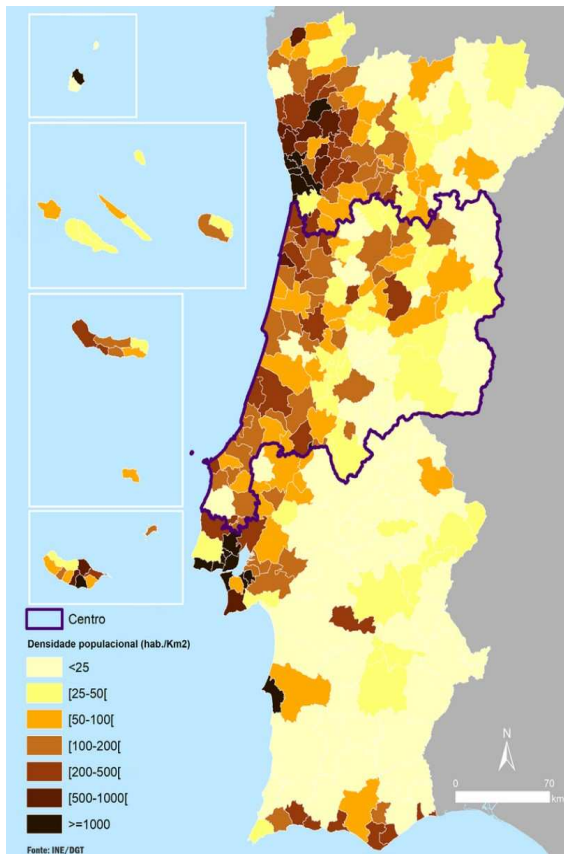 Centro
Densidade populacional (hab./Km2)
<25
[25-50[
[50-100[
[100-200[
[200-500[
[500-1000[
>=1000
Fonte: INE/DGT
N
0 70
km